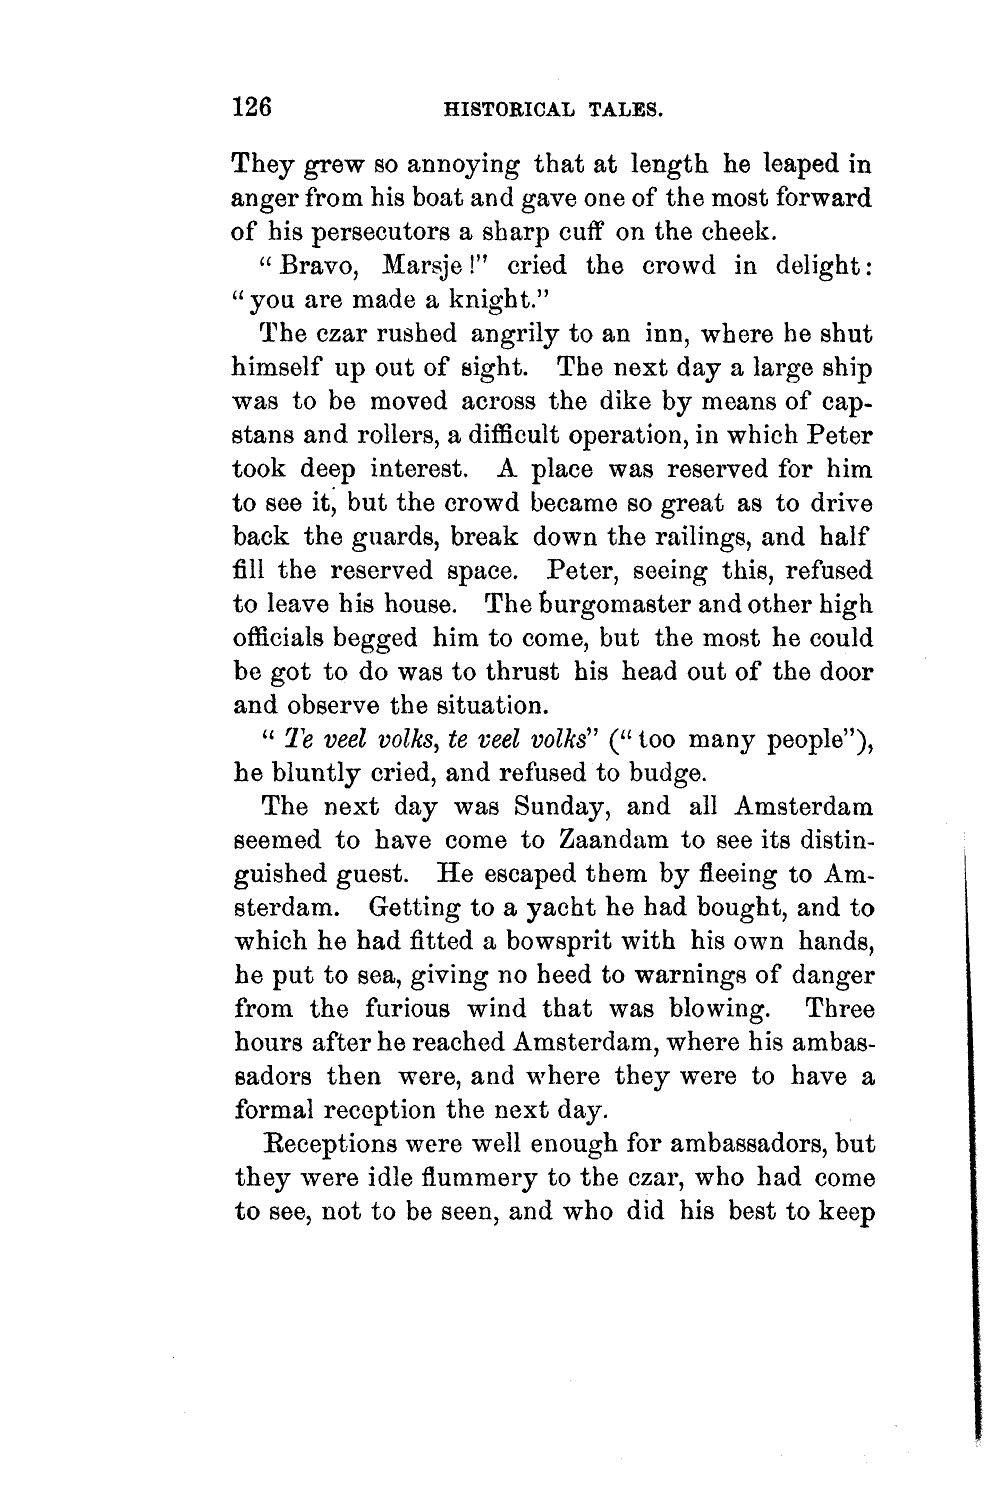 126 HISTORICAL TALES.
They grew so annoying that at length he leaped in
anger from his boat and gave one of the most forward
of his persecutors a sharp cuff on the cheek.
“Bravo, Marsje!” cried the crowd in delight:
“you are made a knight.”
The czar rushed angrily to an inn, where he shut
himself up out of sight. The next day a large ship
was to be moved across the dike by means of cap-
stans and rollers, a difficult operation, in which Peter
took deep interest. A place was reserved for him
to see it, but the crowd became so great as to drive
back the guards, break down the railings, and half
fill the reserved space. Peter, seeing this, refused
to leave his house. The burgomaster and other high
officials begged him to come, but the most he could
be got to do was to thrust his head out of the door
and observe the situation.
“Te veel volks, te veel volks” (“too many people”),
he bluntly cried, and refused to budge.
The next day was Sunday, and all Amsterdam
seemed to have come to Zaandam to see its distin-
guished guest. He escaped them by fleeing to Am-
sterdam. Getting to a yacht he had bought, and to
which he had fitted a bowsprit with his own hands,
he put to sea, giving no heed to warnings of danger
from the furious wind that was blowing. Three
hours after he reached Amsterdam, where his ambas-
sadors then were, and where they were to have a
formal reception the next day.
Receptions were well enough for ambassadors, but
they were idle flummery to the czar, who had come
to see, not to be seen, and who did his best to keep